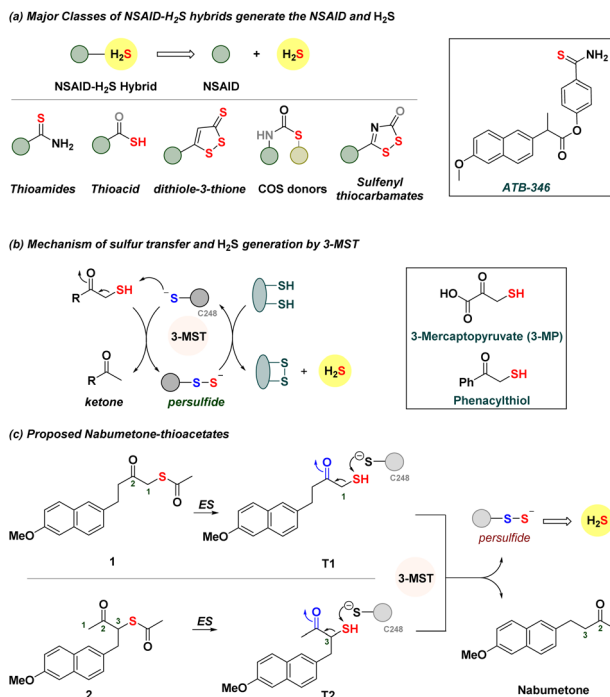 (a) Major Classes of NSAID-H2S hybrids generate the NSAID and H2S
H2S
+
H2S
NSAID-H2S Hybrid
NSAID
S
NH2
O
SH
S
S
S
O
HN
S
N
O
S
S
Thioamides
Thioacid
dithiole-3-thione
COS donors
Sulfenyl
thiocarbamates
S
NH2
O
O
O
ATB-346
(b) Mechanism of sulfur transfer and H2S generation by 3-MST
O
R
SH
S
C248
SH
SH
3-MST
O
R
S
S
S
S
+
H2S
ketone
persulfide
O
HO
O
SH
3-Mercaptopyruvate (3-MP)
O
Ph
SH
Phenacylthiol
(c) Proposed Nabumetone-thioacetates
O
2
1
S
O
MeO
1
ES
O
2
1
SH
S
C248
MeO
T1
3-MST
S
S
persulfide
H2S
O
1
2
3
S
O
MeO
2
ES
O
3
SH
S
C248
MeO
T2
O
3
2
MeO
Nabumetone